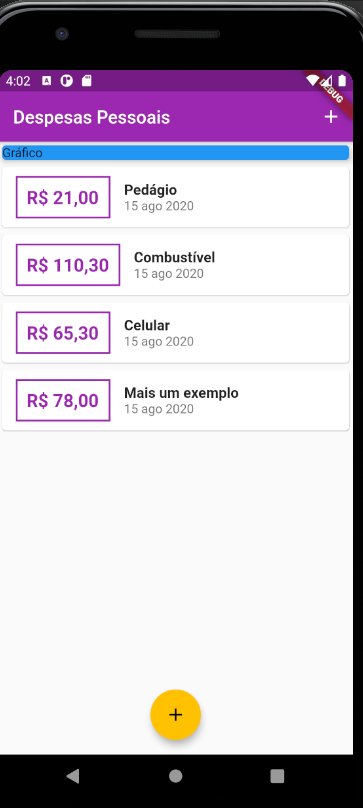 4:02
DEBUG
Despesas Pessoais
Gráfico
R$ 21,00
Pedágio
15 ago 2020
R$ 110,30
Combustível
15 ago 2020
R$ 65,30
Celular
15 ago 2020
R$ 78,00
Mais um exemplo
15 ago 2020